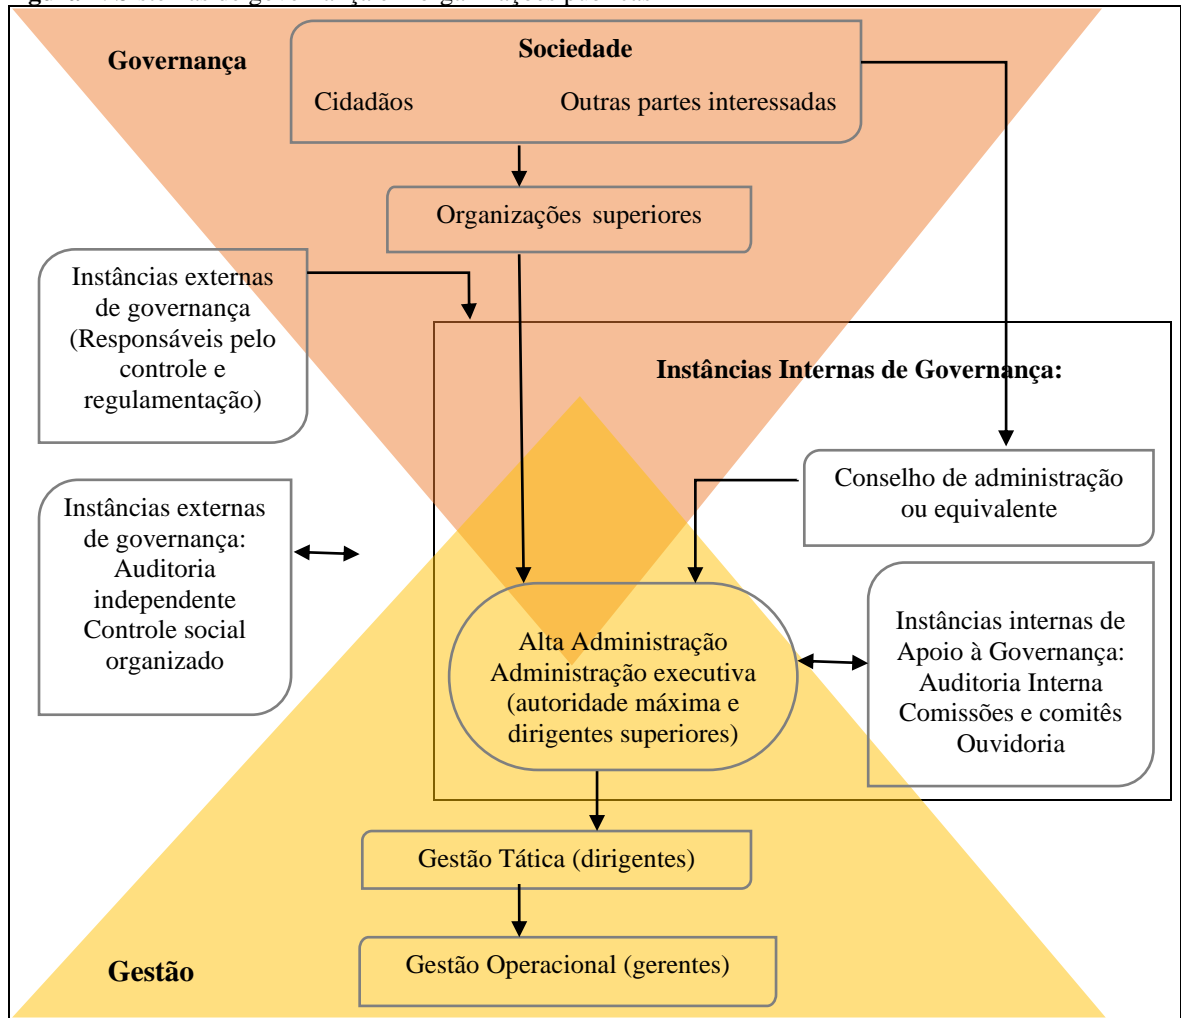 Governança
Sociedade
Cidadãos
Outras partes interessadas
Organizações superiores
Instâncias externas
de governança
(Responsáveis pelo
controle e
regulamentação)
Instâncias Internas de Governança:
Conselho de administração
ou equivalente
Instâncias externas
de governança:
Auditoria
independente
Controle social
organizado
Alta Administração
Administração executiva
(autoridade máxima e
dirigentes superiores)
Instâncias internas de
Apoio à Governança:
Auditoria Interna
Comissões e comitês
Ouvidoria
Gestão Tática (dirigentes)
Gestão Operacional (gerentes)
Gestão